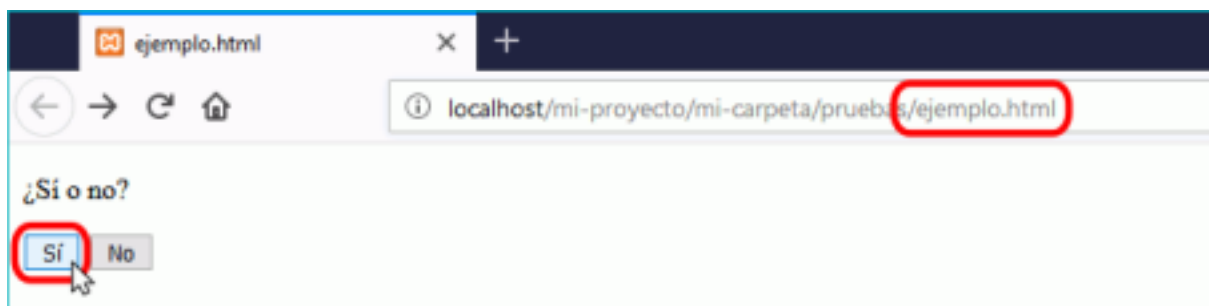 ejemplo.html
localhost/mi-proyecto/mi-carpeta/pruebas/ejemplo.html
¿Sí o no?
Sí No